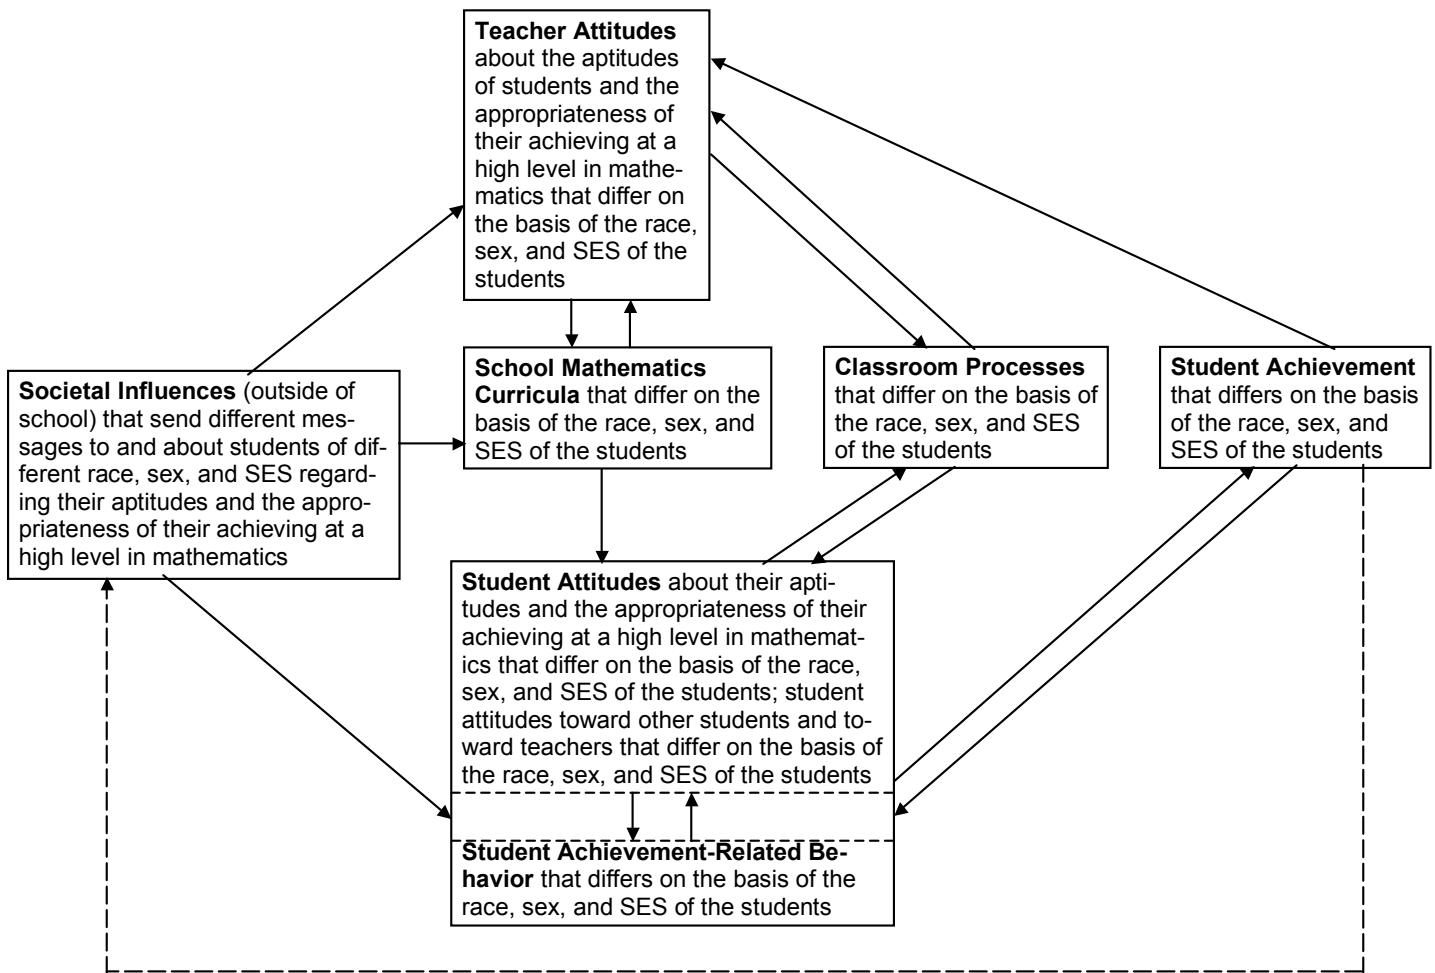 Teacher Attitudes
about the aptitudes
of students and the
appropriateness of
their achieving at a
high level in mathe-
matics that differ on
the basis of the race,
sex, and SES of the
students
Societal Influences (outside of
school) that send different mes-
sages to and about students of dif-
ferent race, sex, and SES regard-
ing their aptitudes and the appro-
priateness of their achieving at a
high level in mathematics
School Mathematics
Curricula that differ on the
basis of the race, sex, and
SES of the students
Classroom Processes
that differ on the basis of
the race, sex, and SES
of the students
Student Achievement
that differs on the basis
of the race, sex, and
SES of the students
Student Attitudes about their apti-
tudes and the appropriateness of their
achieving at a high level in mathemat-
ics that differ on the basis of the race,
sex, and SES of the students; student
attitudes toward other students and to-
ward teachers that differ on the basis of
the race, sex, and SES of the students
Student Achievement-Related Be-
havior that differs on the basis of the
race, sex, and SES of the students